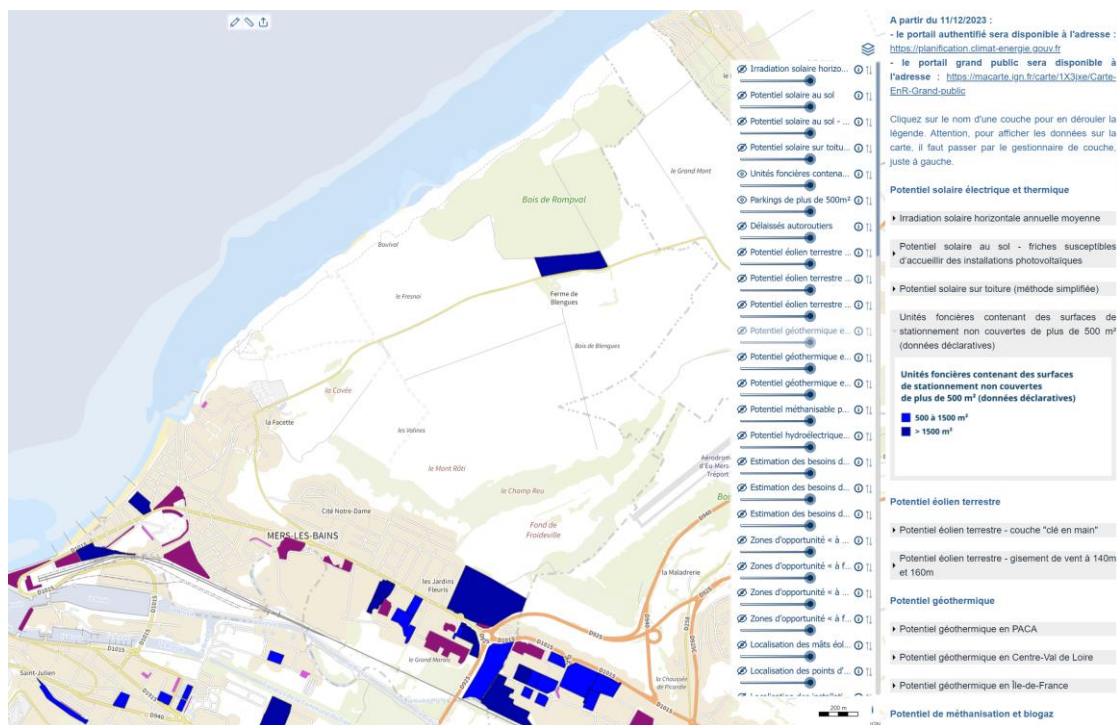 le Grand Mont
Bois de Rompval
Bovival
le Fresnoi
Ferme de
Blengues
Bois de Blengues
la Cavée
la Facette
les Valines
le Mont Rôti
le Champ Reu
Cité Notre-Dame
Fond de
Froideville
MERS-LES-BAINS
les Jardins
Fleuris
la Maladrerie
le Grand Marais
Saint-Julien
la Chaussée
de Picardie
Aérodrom
d'Eu Mers
Tréport
D1015
D1015
D1015
D1015
D940
D940
D940
D925
D925
200 m
Irradiation solaire horizo...
Potentiel solaire au sol
Potentiel solaire au sol - ...
Potentiel solaire sur toitu...
Unités foncières contena...
Parkings de plus de 500m²
Délaissés autoroutiers
Potentiel éolien terrestre ...
Potentiel éolien terrestre ...
Potentiel éolien terrestre ...
Potentiel géothermique e...
Potentiel géothermique e...
Potentiel géothermique e...
Potentiel méthanisable p...
Potentiel hydroélectrique...
Estimation des besoins d...
Estimation des besoins d...
Estimation des besoins d...
Zones d'opportunité « à ...
Zones d'opportunité « à f...
Zones d'opportunité « à ...
Zones d'opportunité « à f...
Localisation des mâts éol...
Localisation des points d'...
A partir du 11/12/2023 :
- le portail authentifié sera disponible à l'adresse :
https://planification.climat-energie.gouv.fr
- le portail grand public sera disponible à
l'adresse : https://macarte.ign.fr/carte/1X3jxe/Carte-
EnR-Grand-public
Cliquez sur le nom d'une couche pour en dérouler la
légende. Attention, pour afficher les données sur la
carte, il faut passer par le gestionnaire de couche,
juste à gauche.
Potentiel solaire électrique et thermique
Irradiation solaire horizontale annuelle moyenne
Potentiel solaire au sol - friches susceptibles
d'accueillir des installations photovoltaïques
Potentiel solaire sur toiture (méthode simplifiée)
Unités foncières contenant des surfaces de
stationnement non couvertes de plus de 500 m²
(données déclaratives)
Unités foncières contenant des surfaces
de stationnement non couvertes
de plus de 500 m² (données déclaratives)
500 à 1500 m²
> 1500 m²
Potentiel éolien terrestre
Potentiel éolien terrestre - couche "clé en main"
Potentiel éolien terrestre - gisement de vent à 140m
et 160m
Potentiel géothermique
Potentiel géothermique en PACA
Potentiel géothermique en Centre-Val de Loire
Potentiel géothermique en Île-de-France
Potentiel de méthanisation et biogaz